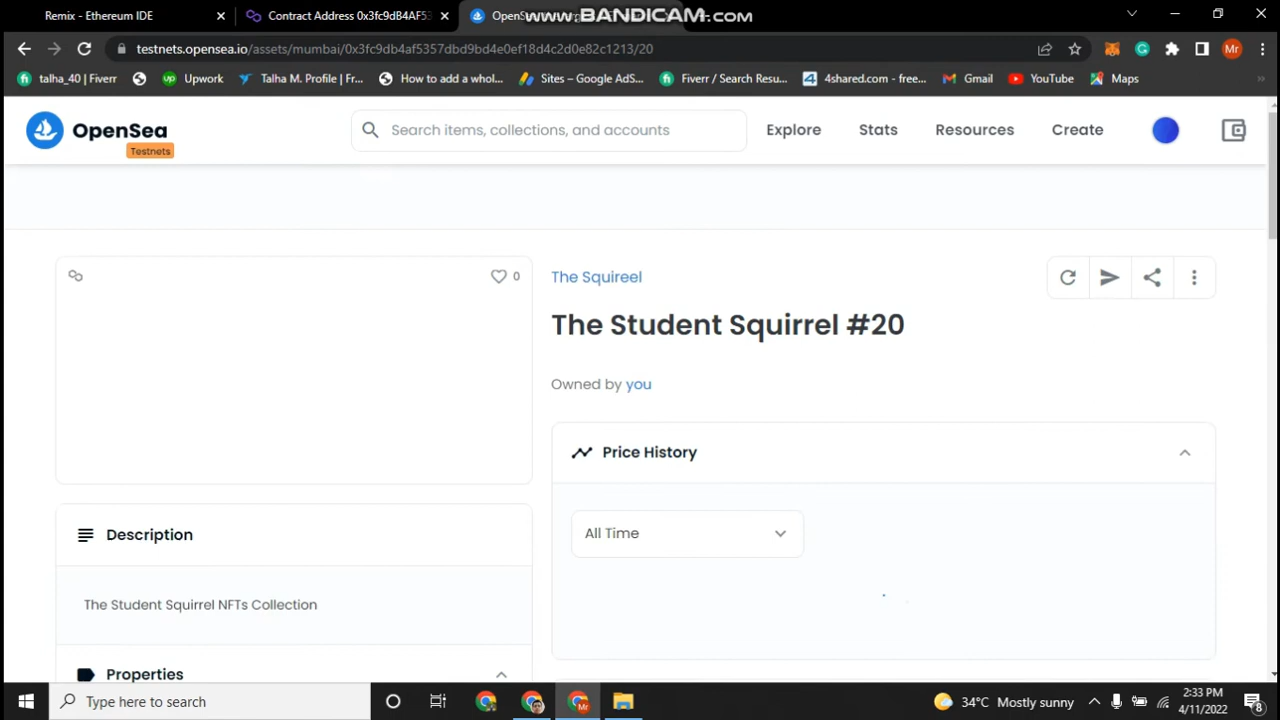 Remix - Ethereum IDE
Contract Address 0x3fc9dB4AF53
www.BANDICAM.com
testnets.opensea.io/assets/mumbai/0x3fc9db4af5357dbd9bd4e0ef18d4c2d0e82c1213/20
Mr
talha_40 | Fiverr
up
Upwork
Talha M. Profile | Fr...
How to add a whol...
Sites – Google AdS...
Fiverr / Search Resu...
4shared.com - free...
Gmail
YouTube
Maps
»
OpenSea
Testnets
Search items, collections, and accounts
Explore
Stats
Resources
Create
0
The Squireel
The Student Squirrel #20
Owned by you
Price History
All Time
Description
The Student Squirrel NFTs Collection
Properties
Type here to search
34°C Mostly sunny
2:33 PM
4/11/2022
8